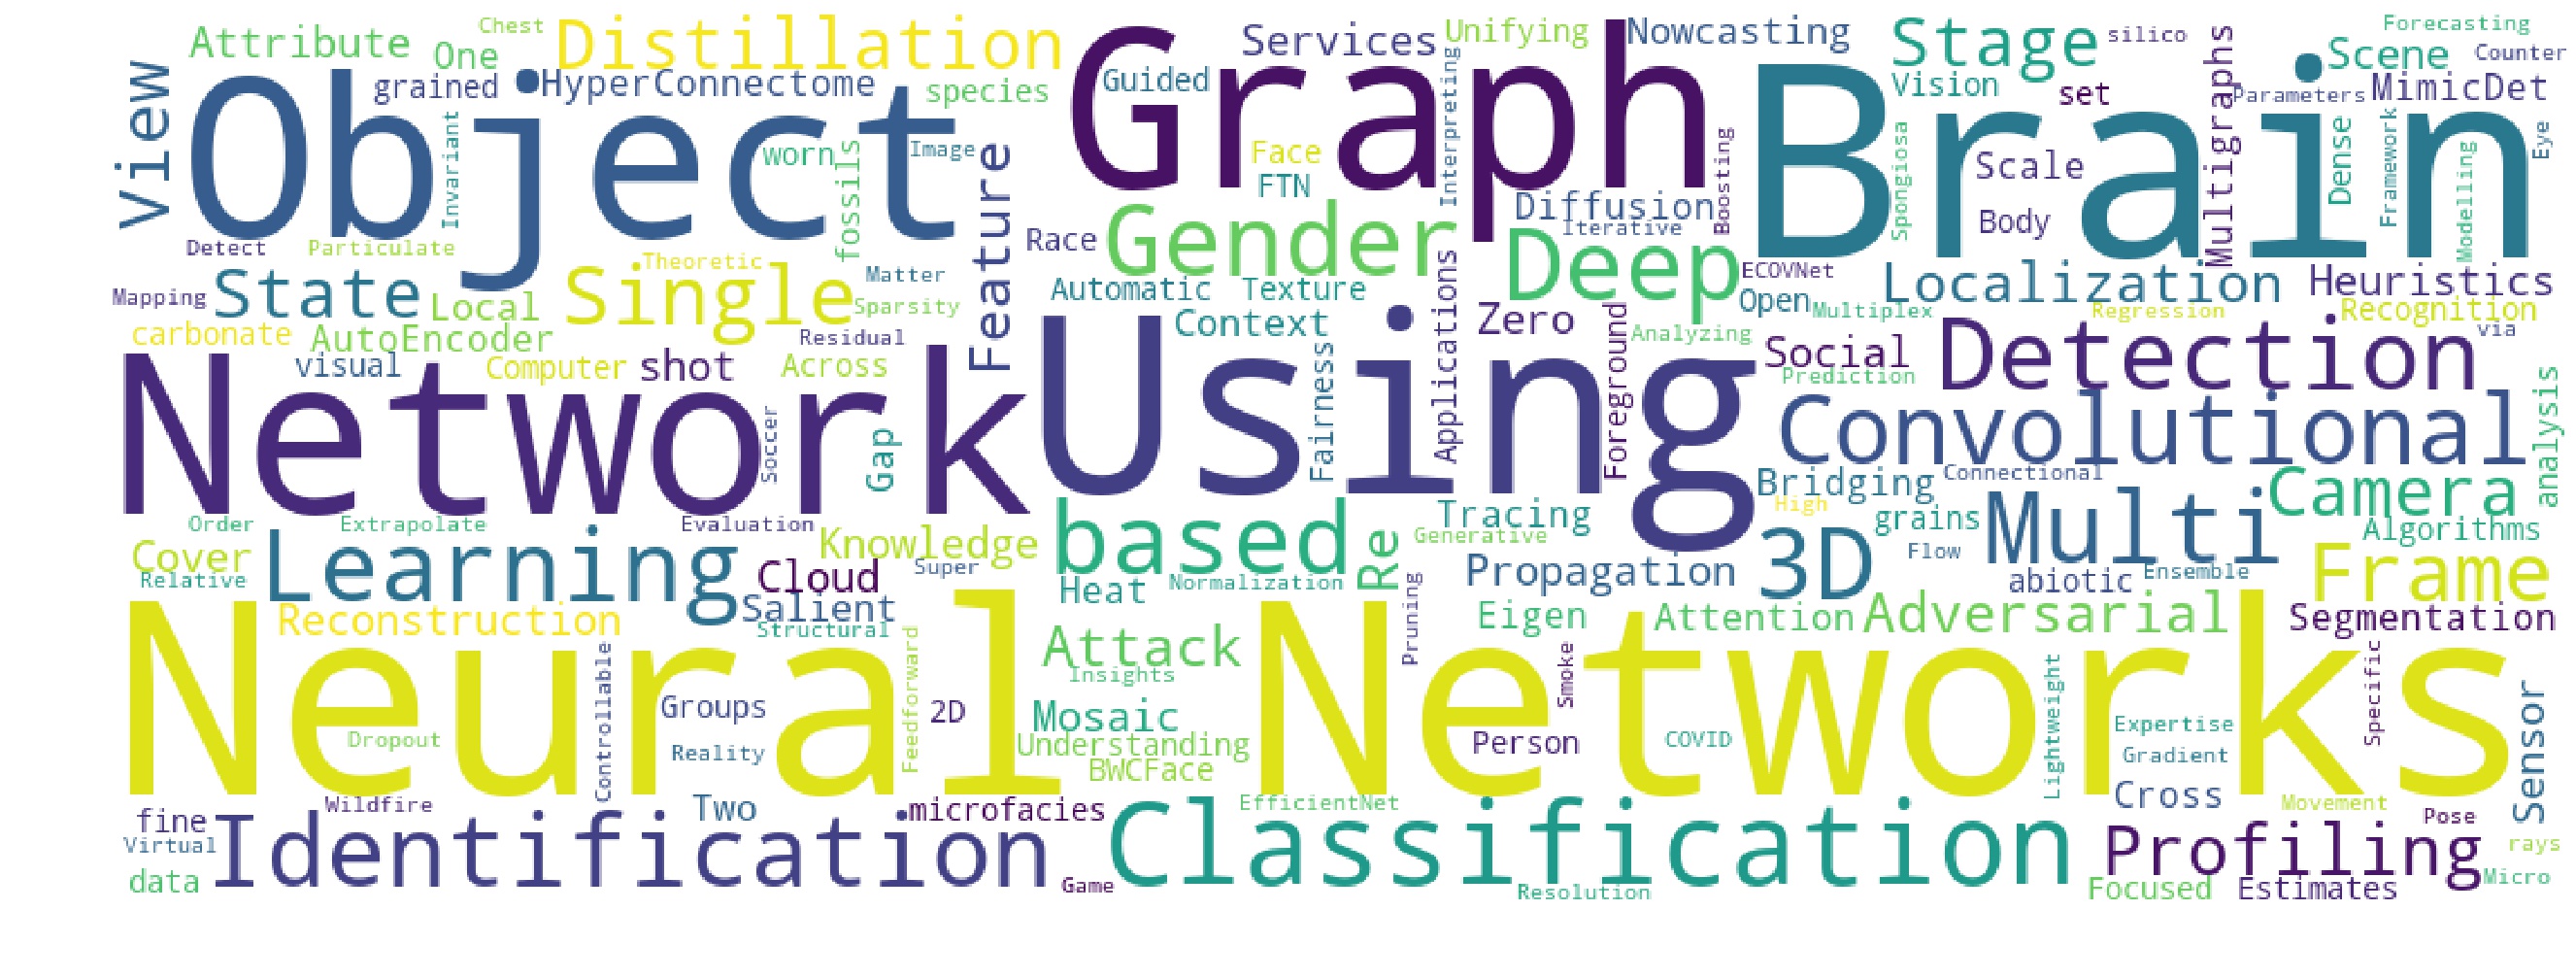 Attribute
One
Chest
Distillation
Services
Unifying
Nowcasting
Stage
silico
Forecasting
Scene
Counter
View
Object
grained
HyperConnectome
species
Graph
Guided
Interpreting
Brain
Vision
set
Multigraphs
Parameters
MimicDet
Invariant
worn
fossils
Image
Feature
Face
FTN
Boosting
Spongiosa
Scale
Body
Dense
Framework
Modelling
Eye
Detect
Particulate
Theoretic
Race
Gender
Diffusion
Iterative
Deep
ECOVNet
Localization
Heuristics
Mapping
State
Local
Single
Matter
Sparsity
Automatic
Texture
Applications
Open
Multiplex
Regression
Recognition
via
carbonate
AutoEncoder
Residual
Context
Zero
Foreground
Analyzing
visual
Computer
shot
Across
Using
Fairness
Social
Prediction
Detection
analysis
Network
Soccer
Gap
Convolutional
Bridging
Connectional
High
grains
Multi
Camera
Algorithms
Order
Extrapolate
Evaluation
Knowledge
based
Tracing
Generative
Re
Cover
Relative
Learning
Cloud
Super
Heat
Normalization
Propagation
3D
Flow
abiotic
Ensemble
Frame
Reconstruction
Salient
Structural
Pruning
Eigen
Attention
Adversarial
Segmentation
Neural Networks
Controllable
Feedforward
Attack
Insights
Smoke
Lightweight
Specific
Groups
2D
Mosaic
Understanding
BWCFace
Person
COVID
Expertise
Gradient
Sensor
Dropout
Reality
fine
Wildfire
Two
microfacies
EfficientNet
Cross
Movement
Pose
Virtual
Identification
Classification
Profiling
rays
data
Game
Resolution
Focused
Estimates
Micro